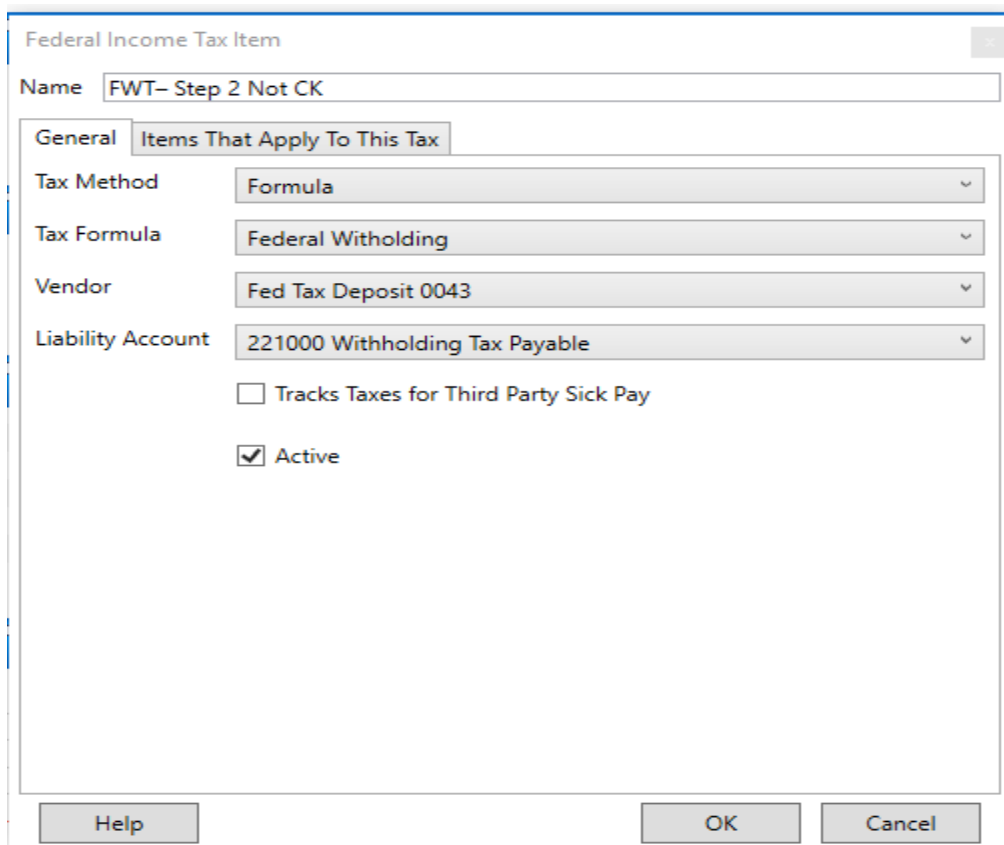 Federal Income Tax Item
Name FWT– Step 2 Not CK
General Items That Apply To This Tax
Tax Method Formula
Tax Formula Federal Witholding
Vendor Fed Tax Deposit 0043
Liability Account 221000 Withholding Tax Payable
Tracks Taxes for Third Party Sick Pay
Active
Help OK Cancel